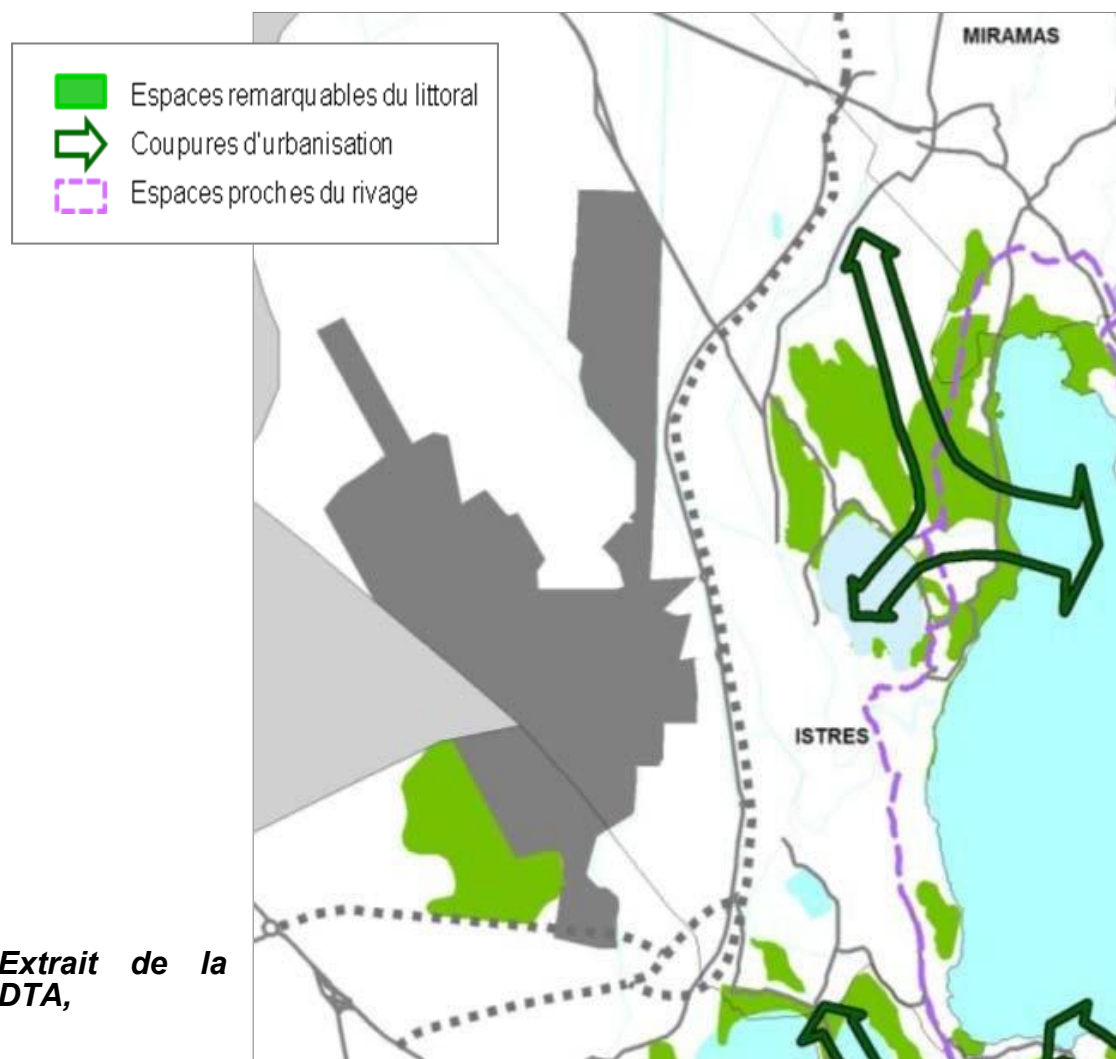 MIRAMAS
Espaces remarquables du littoral
Coupures d'urbanisation
Espaces proches du rivage
ISTRES
Extrait de la
DTA,